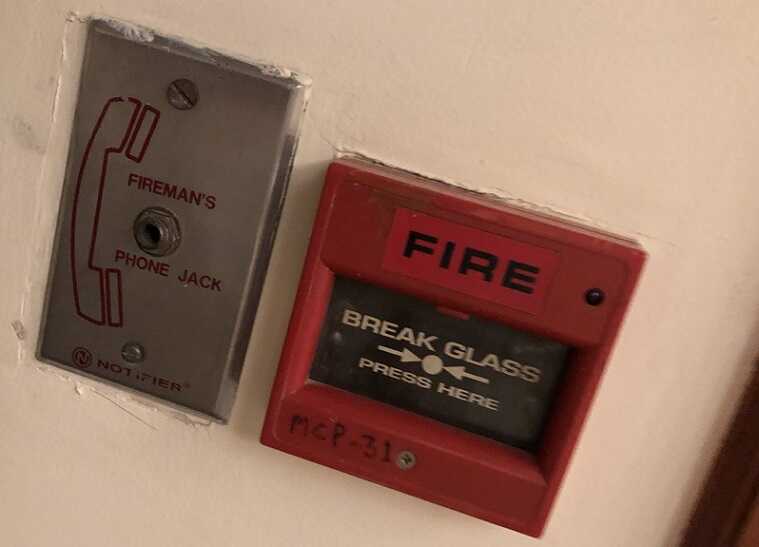 FIREMAN'S
PHONE JACK
N NOTIFIER®
FIRE
BREAK GLASS
PRESS HERE
MCP-31